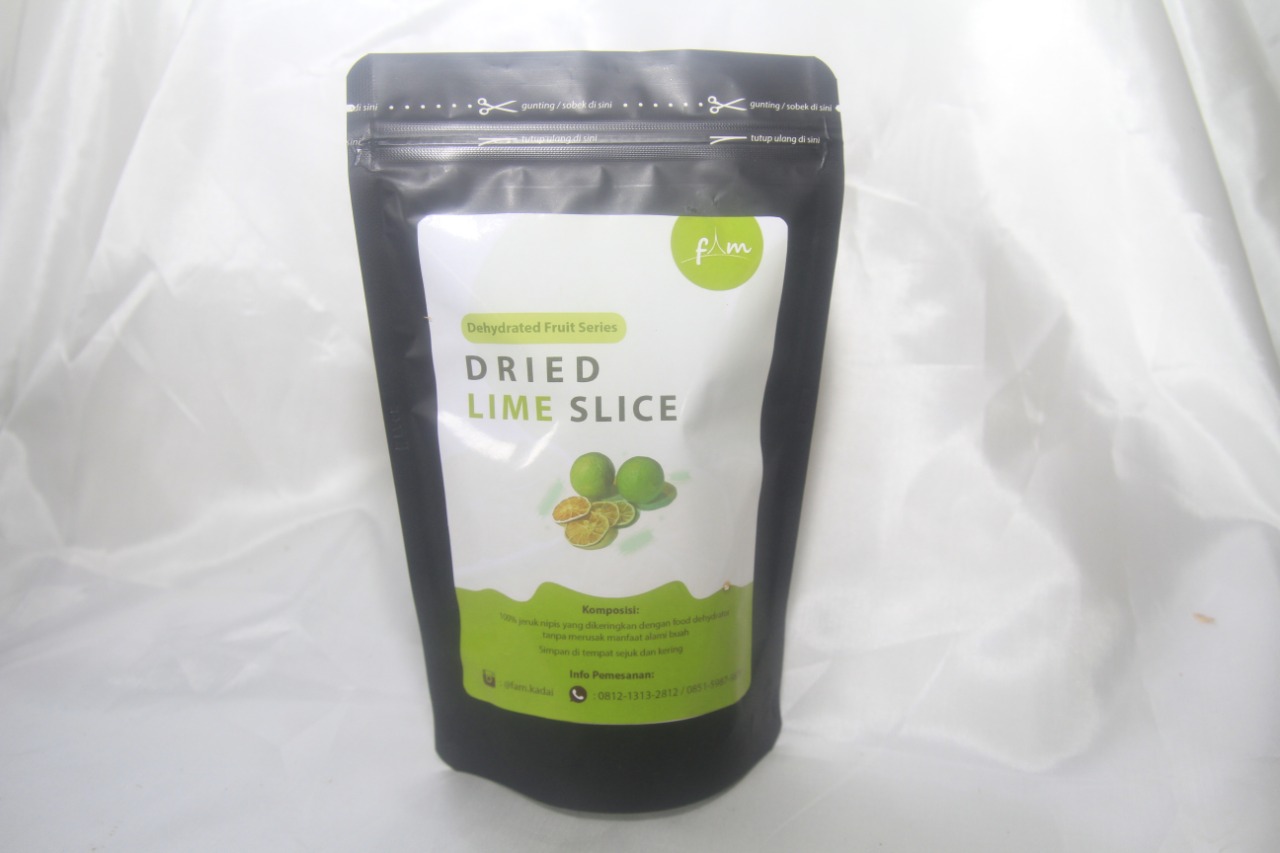 di sini gunting / sobek di sini gunting / sobek di sini
tutup ulang di sini tutup ulang di sini
fam
Dehydrated Fruit Series
DRIED
LIME SLICE
Komposisi:
100% jeruk nipis yang dikeringkan dengan food dehydrator
tanpa merusak manfaat alami buah
Simpan di tempat sejuk dan kering
Info Pemesanan:
@fam.kadai : 0812-1313-2812 /